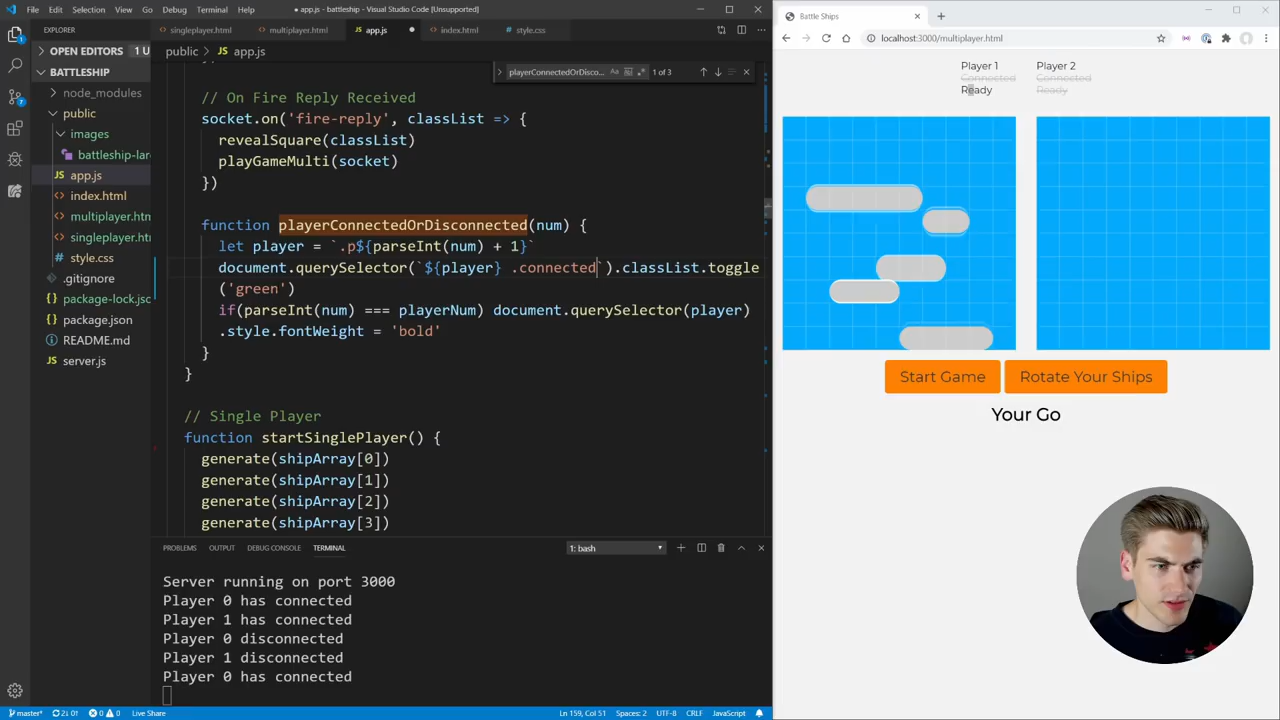 File Edit Selection View Go Debug Terminal Help
app.js - battleship - Visual Studio Code [Unsupported]
EXPLORER
OPEN EDITORS 1 U
BATTLESHIP
node_modules
public
images
battleship-lar
JS app.js
index.html
multiplayer.htm
singleplayer.htm
style.css
.gitignore
package-lock.jsc
package.json
README.md
server.js
singleplayer.html
multiplayer.html
JS app.js
index.html
style.css
public > JS app.js
playerConnectedOrDisco...
Aa
1 of 3
// On Fire Reply Received
socket.on('fire-reply', classList => {
revealSquare(classList)
playGameMulti(socket)
})
function playerConnectedOrDisconnected(num) {
let player = `.p${parseInt(num) + 1}`
document.querySelector(`${player} .connected`).classList.toggle
('green')
if(parseInt(num) === playerNum) document.querySelector(player)
.style.fontWeight = 'bold'
}
}
// Single Player
function startSinglePlayer() {
generate(shipArray[0])
generate(shipArray[1])
generate(shipArray[2])
generate(shipArray[3])
PROBLEMS OUTPUT DEBUG CONSOLE TERMINAL
1: bash
Server running on port 3000
Player 0 has connected
Player 1 has connected
Player 0 disconnected
Player 1 disconnected
Player 0 has connected
master* 2↓ 0↑ 0 0 Live Share
Ln 159, Col 51 Spaces: 2 UTF-8 CRLF JavaScript
Battle Ships
localhost:3000/multiplayer.html
Player 1
Connected
Ready
Player 2
Connected
Ready
Start Game
Rotate Your Ships
Your Go